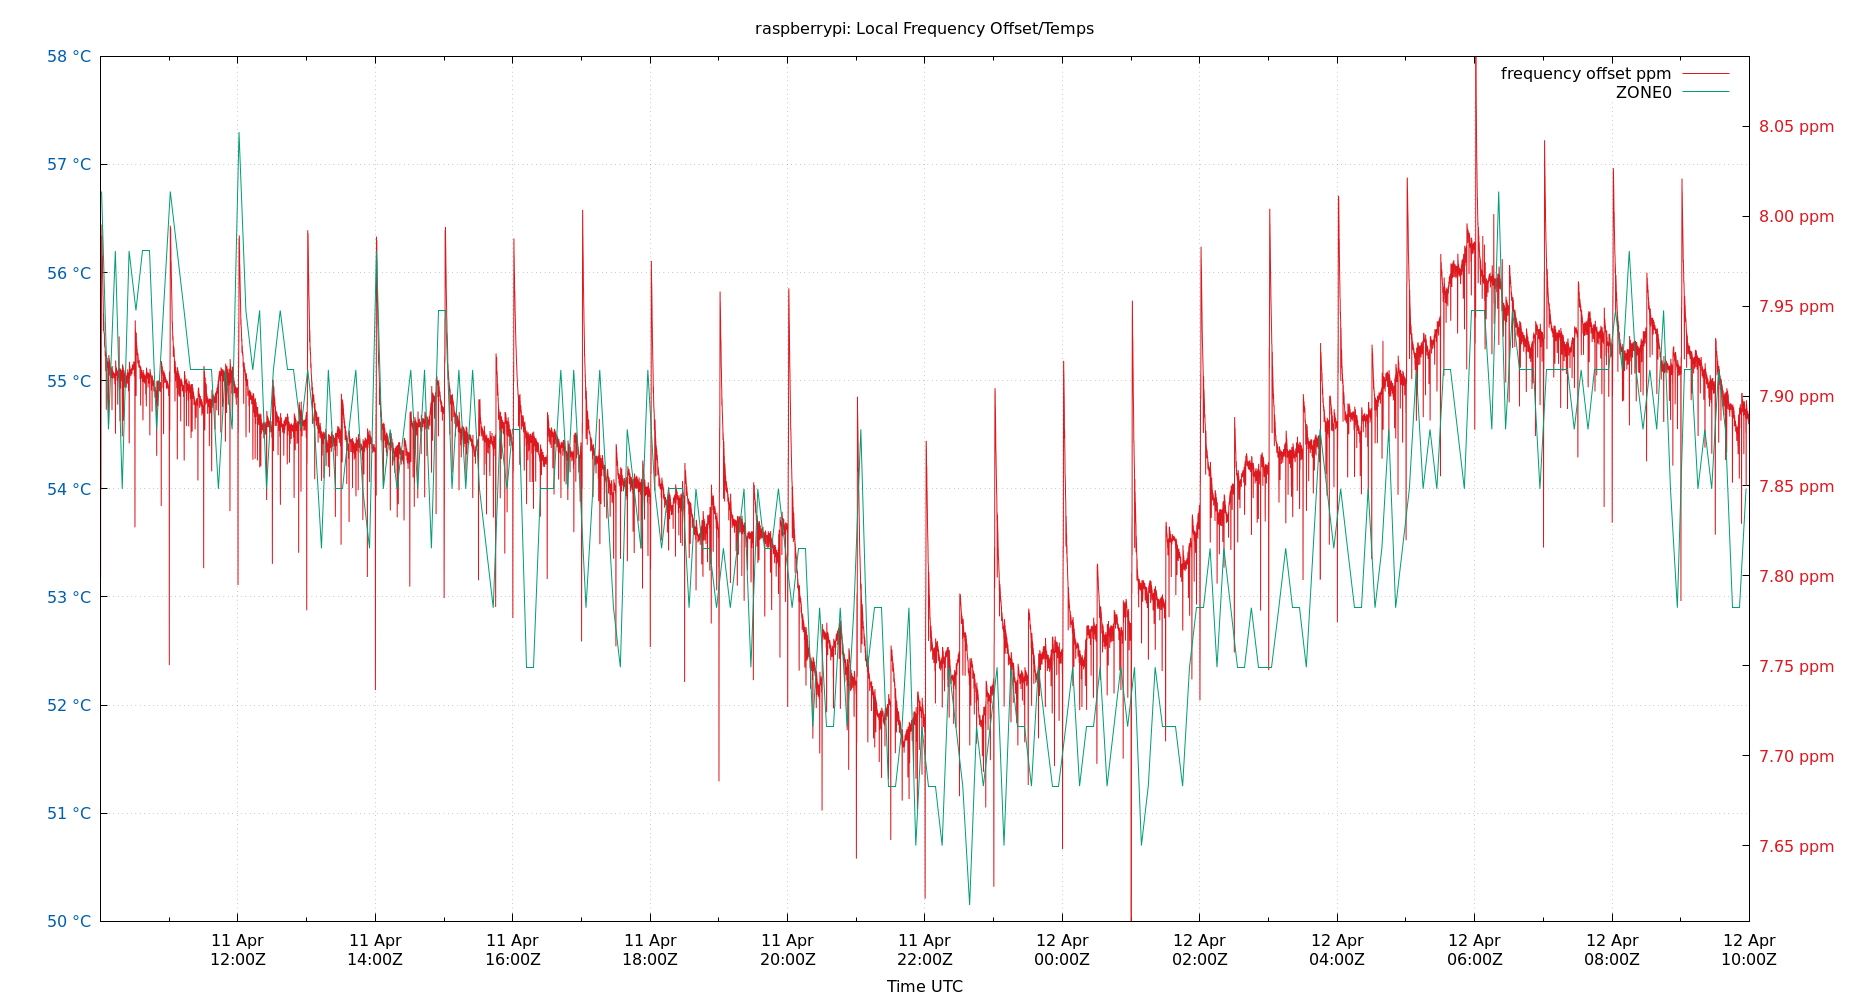 raspberrypi: Local Frequency Offset/Temps
frequency offset ppm
ZONE0
58 °C
57 °C
56 °C
55 °C
54 °C
53 °C
52 °C
51 °C
50 °C
8.05 ppm
8.00 ppm
7.95 ppm
7.90 ppm
7.85 ppm
7.80 ppm
7.75 ppm
7.70 ppm
7.65 ppm
11 Apr 11 Apr 11 Apr 11 Apr 11 Apr 11 Apr 12 Apr 12 Apr 12 Apr 12 Apr 12 Apr 12 Apr
12:00Z 14:00Z 16:00Z 18:00Z 20:00Z 22:00Z 00:00Z 02:00Z 04:00Z 06:00Z 08:00Z 10:00Z
Time UTC